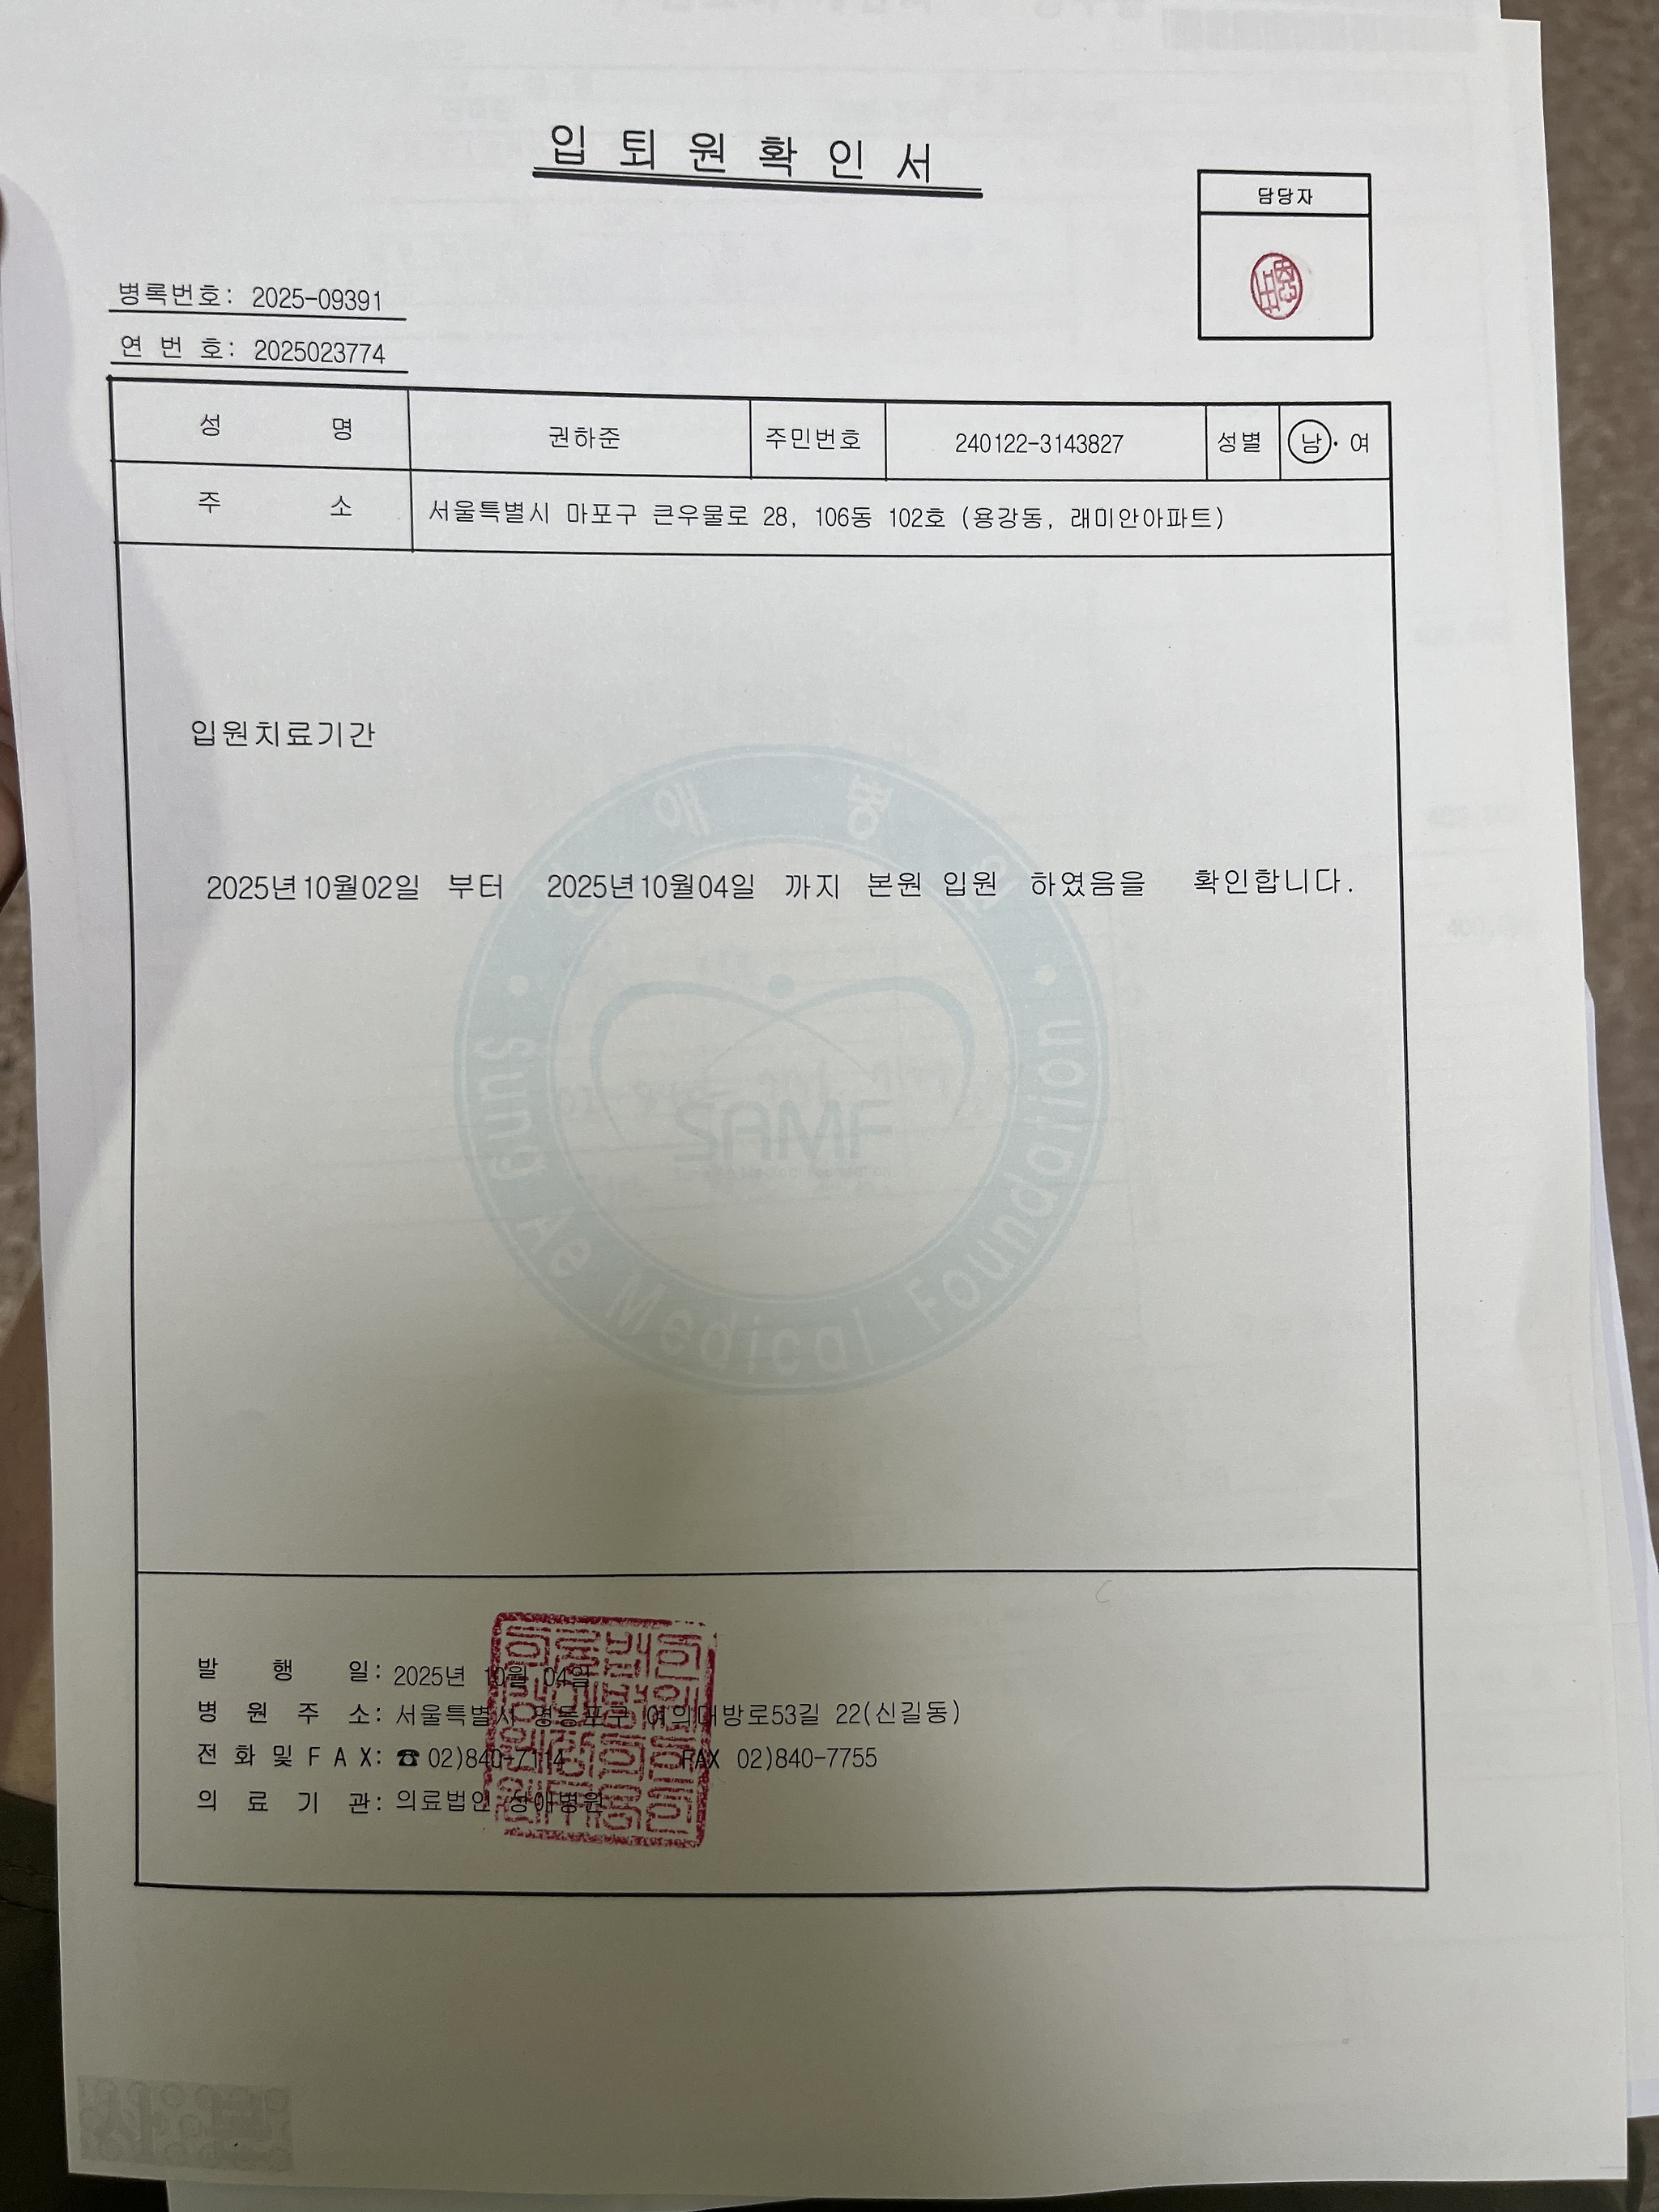 입 퇴 원 확 인 서
담당자
병록번호: 2025-09391
연 번 호: 2025023774
성 명 권하준 주민번호 240122-3143827 성별 남· 여
주 소 서울특별시 마포구 큰우물로 28, 106동 102호 (용강동, 래미안아파트)
입원치료기간
애 병
2025년10월02일 부터 2025년10월04일 까지 본원 입원 하였음을 확인합니다.
SAMF
Sung Ae Medical Foundation
발 행 일: 2025년 10월 04일
병 원 주 소: 서울특별시 영등포구 여의대방로53길 22(신길동)
전 화 및 F A X: ☎ 02)840-7114 FAX 02)840-7755
의 료 기 관: 의료법인 성애병원